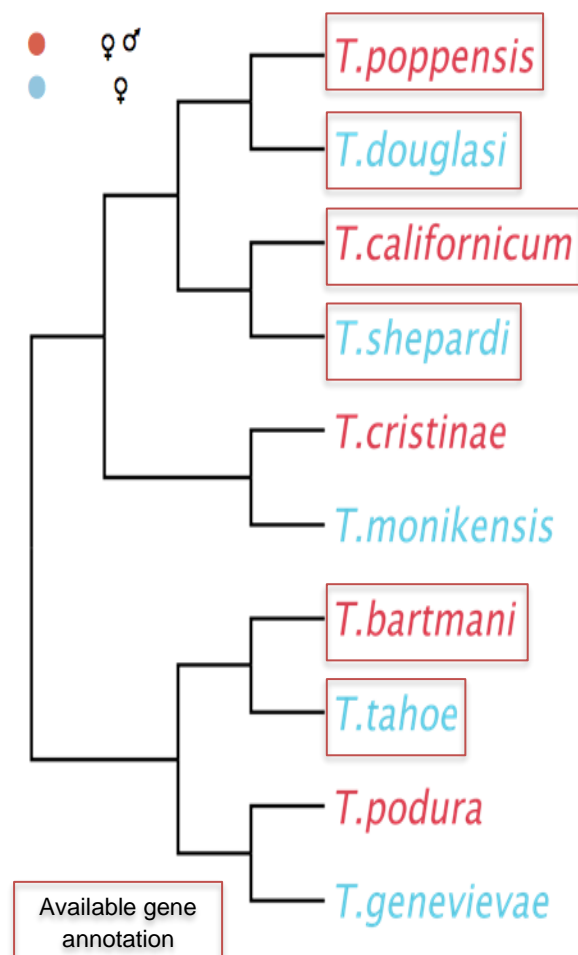 ♀♂
♀
T.poppensis
T.douglasi
T.californicum
T.shepardi
T.cristinae
T.monikensis
T.bartmani
T.tahoe
T.podura
T.genevievae
Available gene
annotation